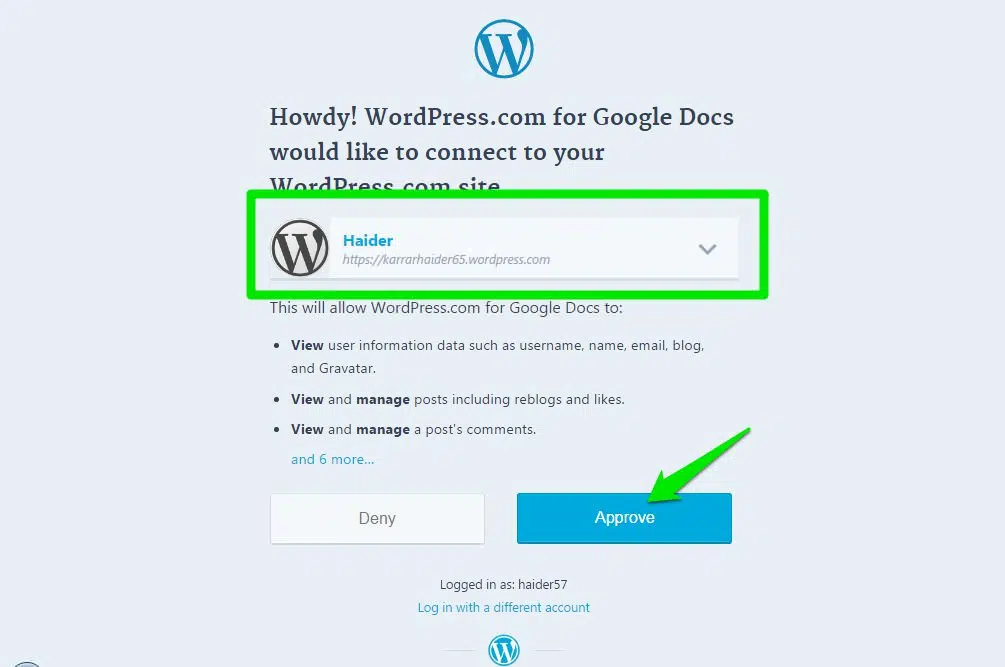 Howdy! WordPress.com for Google Docs
would like to connect to your
WordPress.com site.
Haider
https://karrarhaider65.wordpress.com
This will allow WordPress.com for Google Docs to:
View user information data such as username, name, email, blog,
and Gravatar.
View and manage posts including reblogs and likes.
View and manage a post's comments.
and 6 more...
Deny
Approve
Logged in as: haider57
Log in with a different account